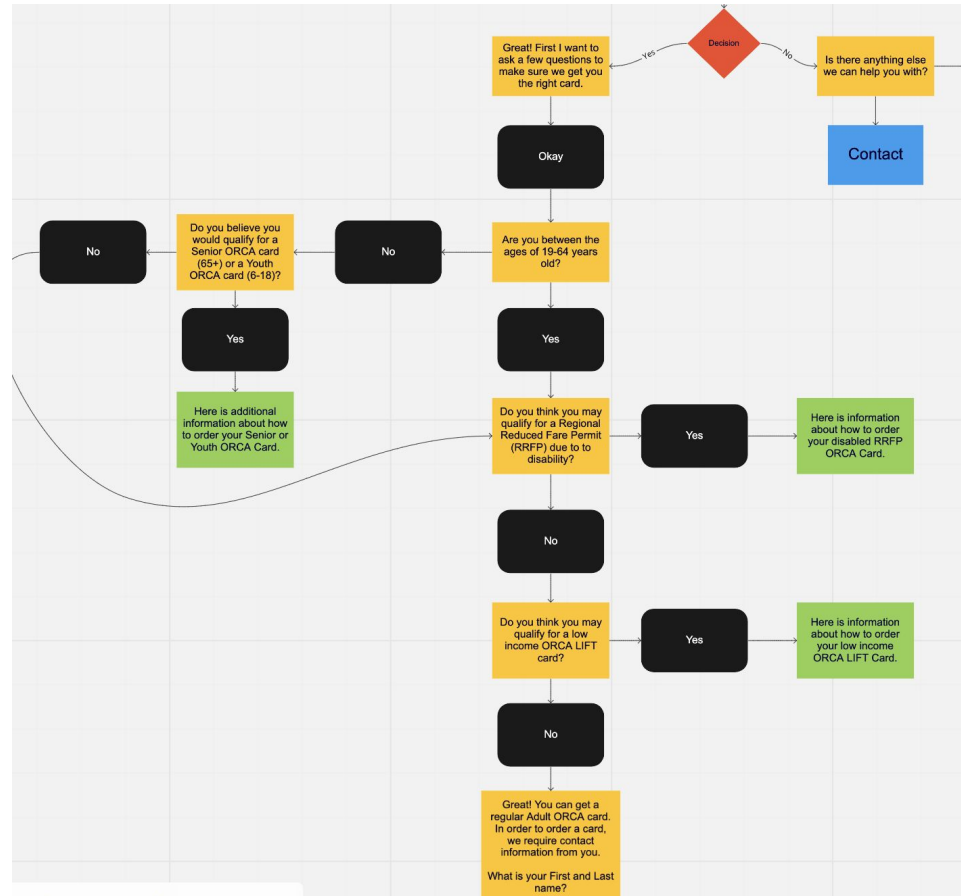 Decision
Yes
No
Great! First I want to
ask a few questions to
make sure we get you
the right card.
Is there anything else
we can help you with?
Okay
Contact
No
Do you believe you
would qualify for a
Senior ORCA card
(65+) or a Youth
ORCA card (6-18)?
No
Are you between the
ages of 19-64 years
old?
Yes
Yes
Here is additional
information about how
to order your Senior or
Youth ORCA Card.
Do you think you may
qualify for a Regional
Reduced Fare Permit
(RRFP) due to to
disability?
Yes
Here is information
about how to order
your disabled RRFP
ORCA Card.
No
Do you think you may
qualify for a low
income ORCA LIFT
card?
Yes
Here is information
about how to order
your low income
ORCA LIFT Card.
No
Great! You can get a
regular Adult ORCA card.
In order to order a card,
we require contact
information from you.
What is your First and Last
name?